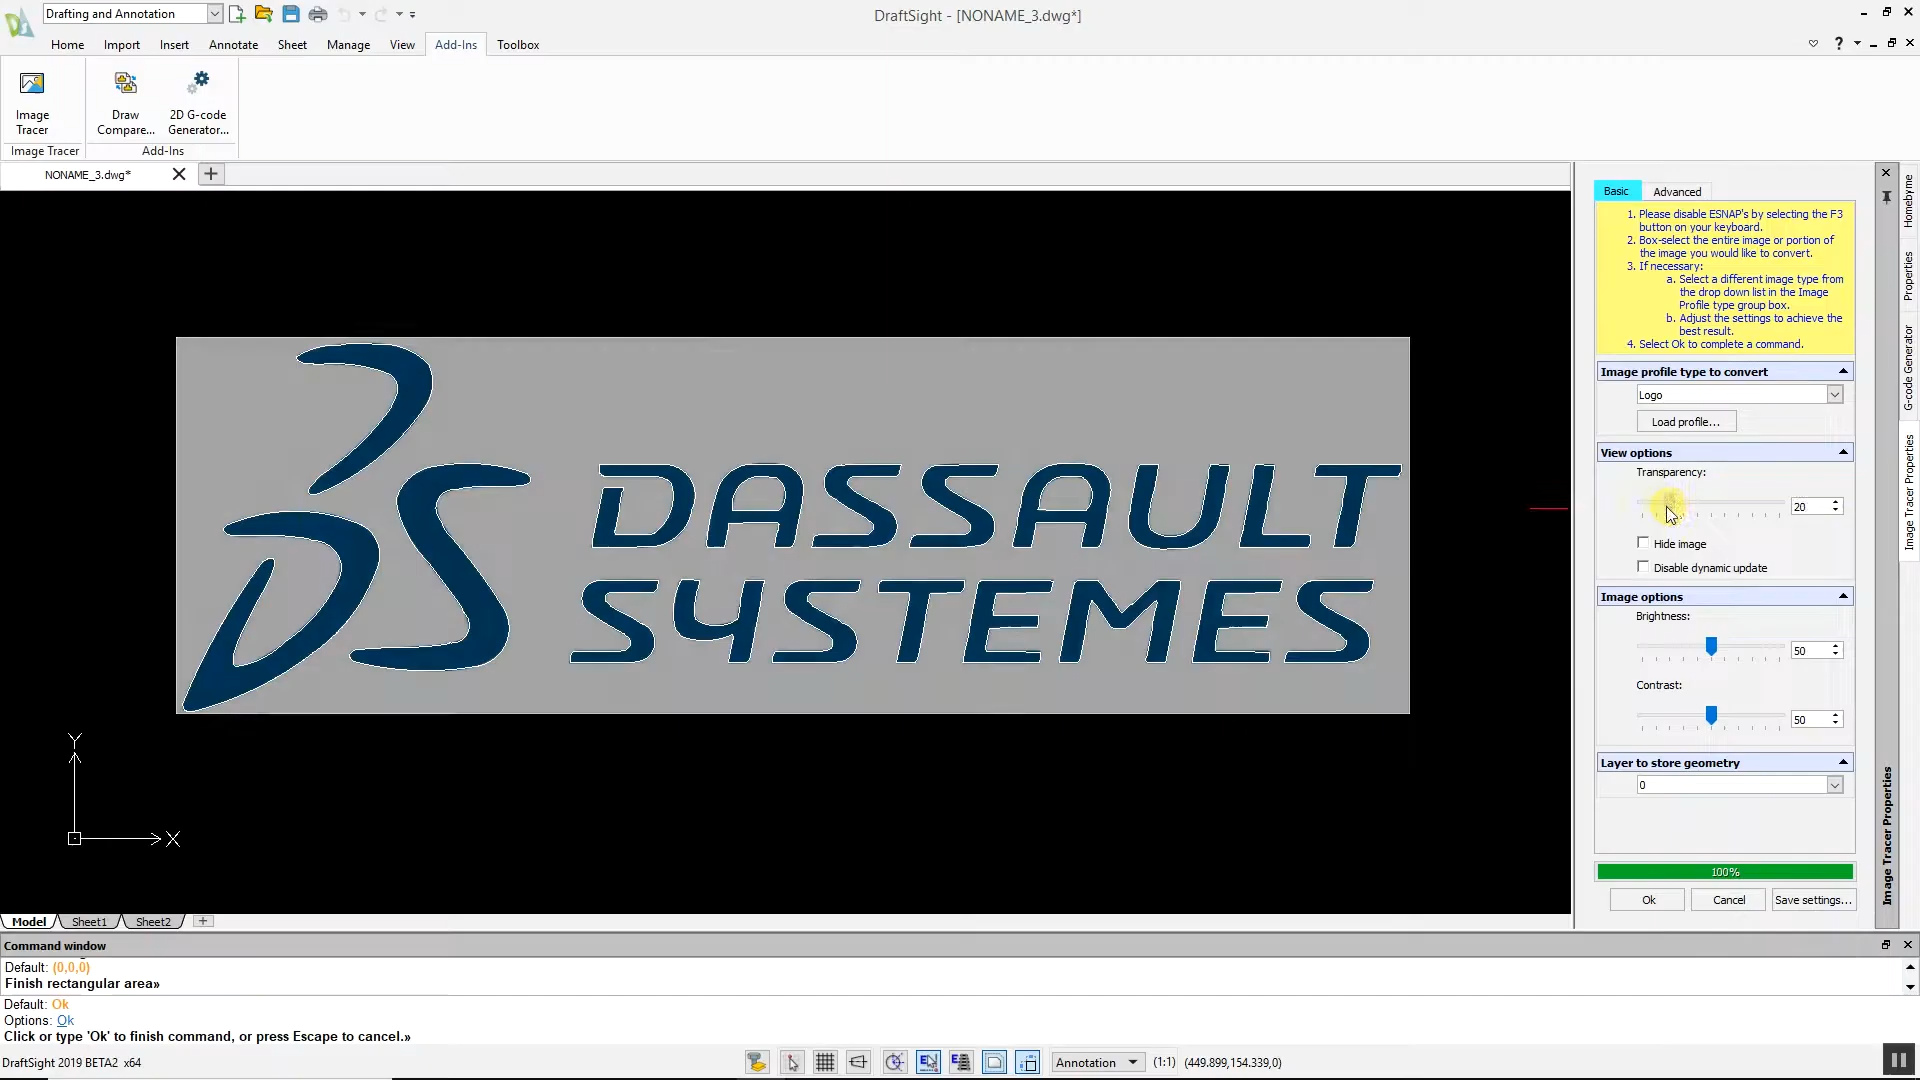 Drafting and Annotation
DraftSight - [NONAME_3.dwg*]
Home
Import
Insert
Annotate
Sheet
Manage
View
Add-Ins
Toolbox
?
Image
Tracer
Draw
Compare...
2D G-code
Generator...
Image Tracer
Add-Ins
NONAME_3.dwg*
DASSAULT
SYSTEMES
Y
X
Basic
Advanced
1. Please disable ESNAP's by selecting the F3
button on your keyboard.
2. Box-select the entire image or portion of
the image you would like to convert.
3. If necessary:
a. Select a different image type from
the drop down list in the Image
Profile type group box.
b. Adjust the settings to achieve the
best result.
4. Select Ok to complete a command.
Image profile type to convert
Logo
Load profile...
View options
Transparency:
20
Hide image
Disable dynamic update
Image options
Brightness:
50
Contrast:
50
Layer to store geometry
0
100%
Ok
Cancel
Save settings...
Homebyme
Properties
G-code Generator
Image Tracer Properties
Image Tracer Properties
Model
Sheet1
Sheet2
Command window
Default: (0,0,0)
Finish rectangular area»
Default: Ok
Options: Ok
Click or type 'Ok' to finish command, or press Escape to cancel.»
DraftSight 2019 BETA2 x64
Annotation
(1:1)
(449.899,154.339,0)